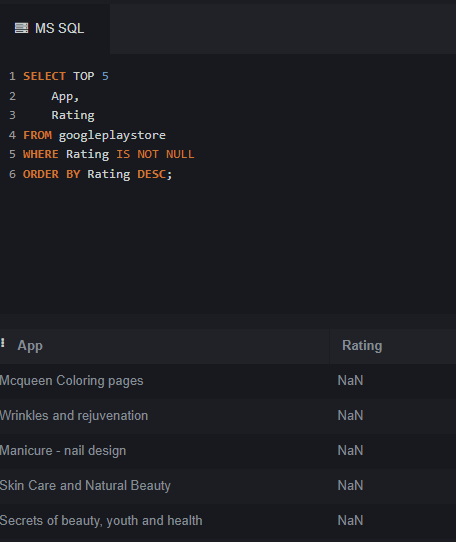 MS SQL
1 SELECT TOP 5
2 App,
3 Rating
4 FROM googleplaystore
5 WHERE Rating IS NOT NULL
6 ORDER BY Rating DESC;
App Rating
Mcqueen Coloring pages NaN
Wrinkles and rejuvenation NaN
Manicure - nail design NaN
Skin Care and Natural Beauty NaN
Secrets of beauty, youth and health NaN